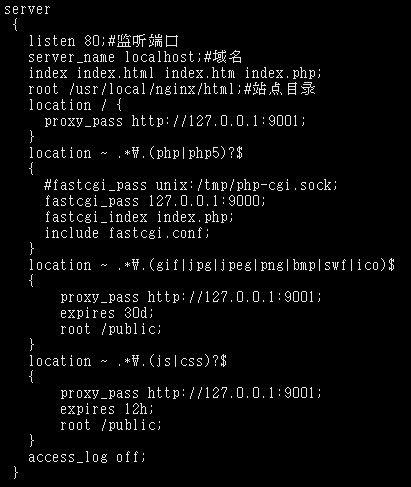 server
{
listen 80;#监听端口
server_name localhost;#域名
index index.html index.htm index.php;
root /usr/local/nginx/html;#站点目录
location / {
proxy_pass http://127.0.0.1:9001;
}
location ~ .*₩.(php|php5)?$
{
#fastcgi_pass unix:/tmp/php-cgi.sock;
fastcgi_pass 127.0.0.1:9000;
fastcgi_index index.php;
include fastcgi.conf;
}
location ~ .*₩.(gif|jpg|jpeg|png|bmp|swf|ico)$
{
proxy_pass http://127.0.0.1:9001;
expires 30d;
root /public;
}
location ~ .*₩.(js|css)?$
{
proxy_pass http://127.0.0.1:9001;
expires 12h;
root /public;
}
access_log off;
}